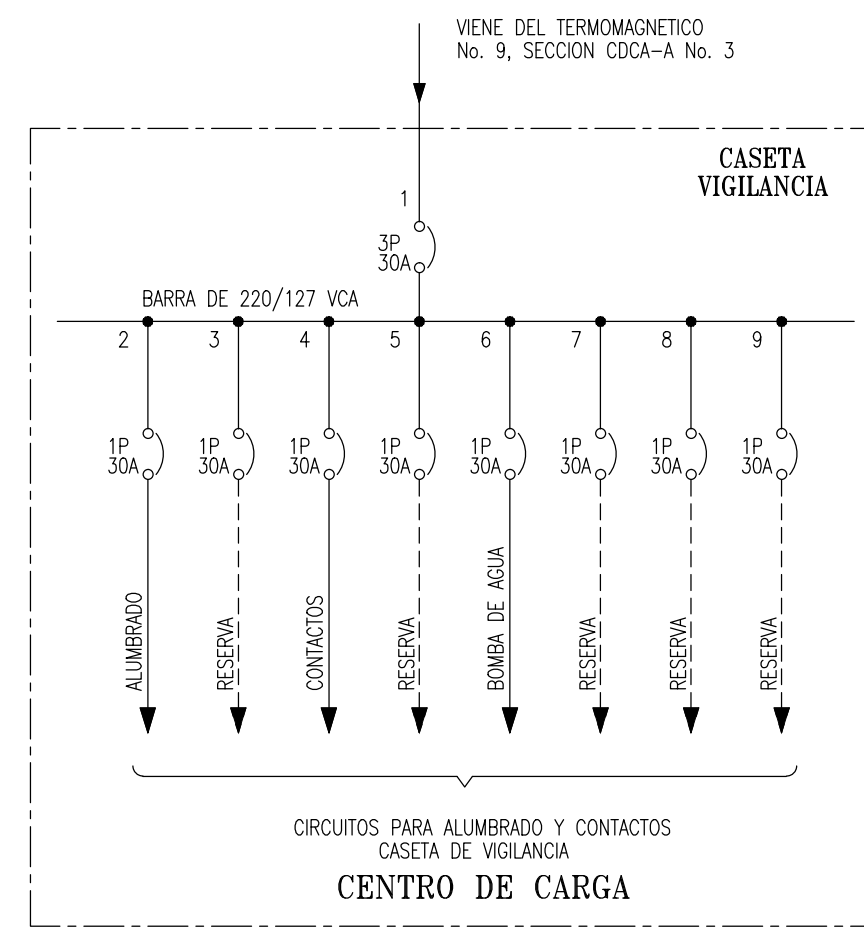 VIENE DEL TERMOMAGNETICO
No. 9, SECCION CDCA-A No. 3
CASETA
VIGILANCIA
1
3P
30A
BARRA DE 220/127 VCA
2 3 4 5 6 7 8 9
1P 1P 1P 1P 1P 1P 1P 1P
30A 30A 30A 30A 30A 30A 30A 30A
ALUMBRADO
RESERVA
CONTACTOS
RESERVA
BOMBA DE AGUA
RESERVA
RESERVA
RESERVA
CIRCUITOS PARA ALUMBRADO Y CONTACTOS
CASETA DE VIGILANCIA
CENTRO DE CARGA